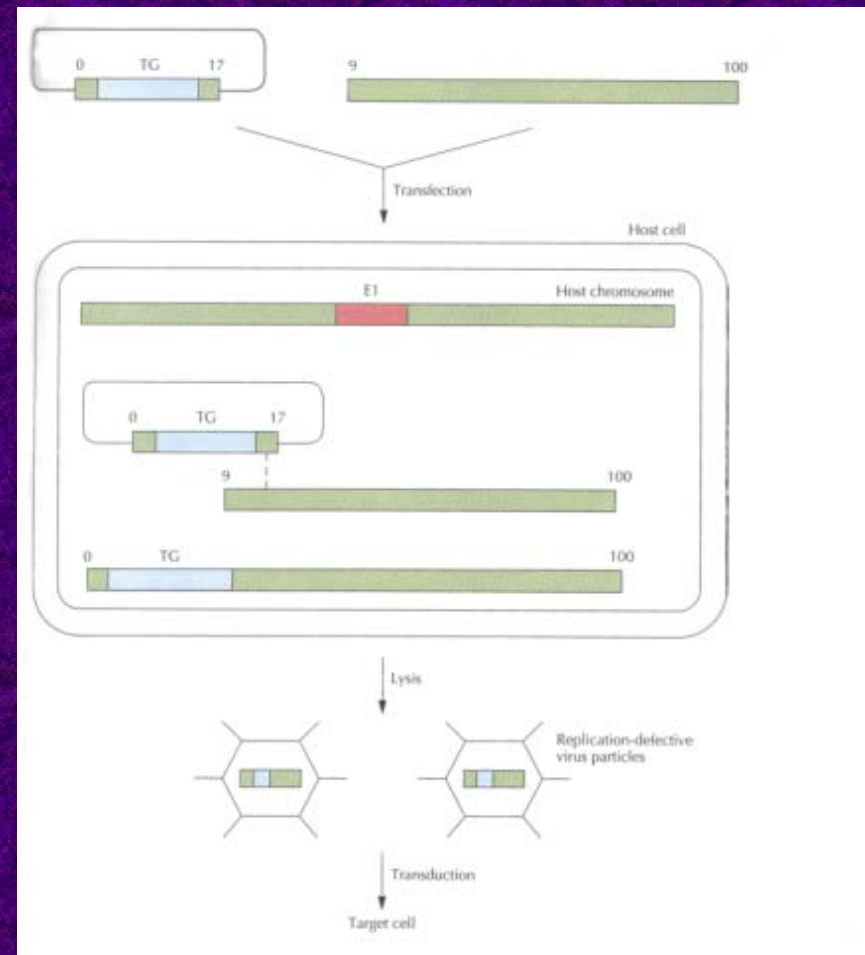 0 TG 17
9 100
Transfection
Host cell
E1 Host chromosome
0 TG 17
9 100
0 TG 100
Lysis
Replication-defective
virus particles
Transduction
Target cell